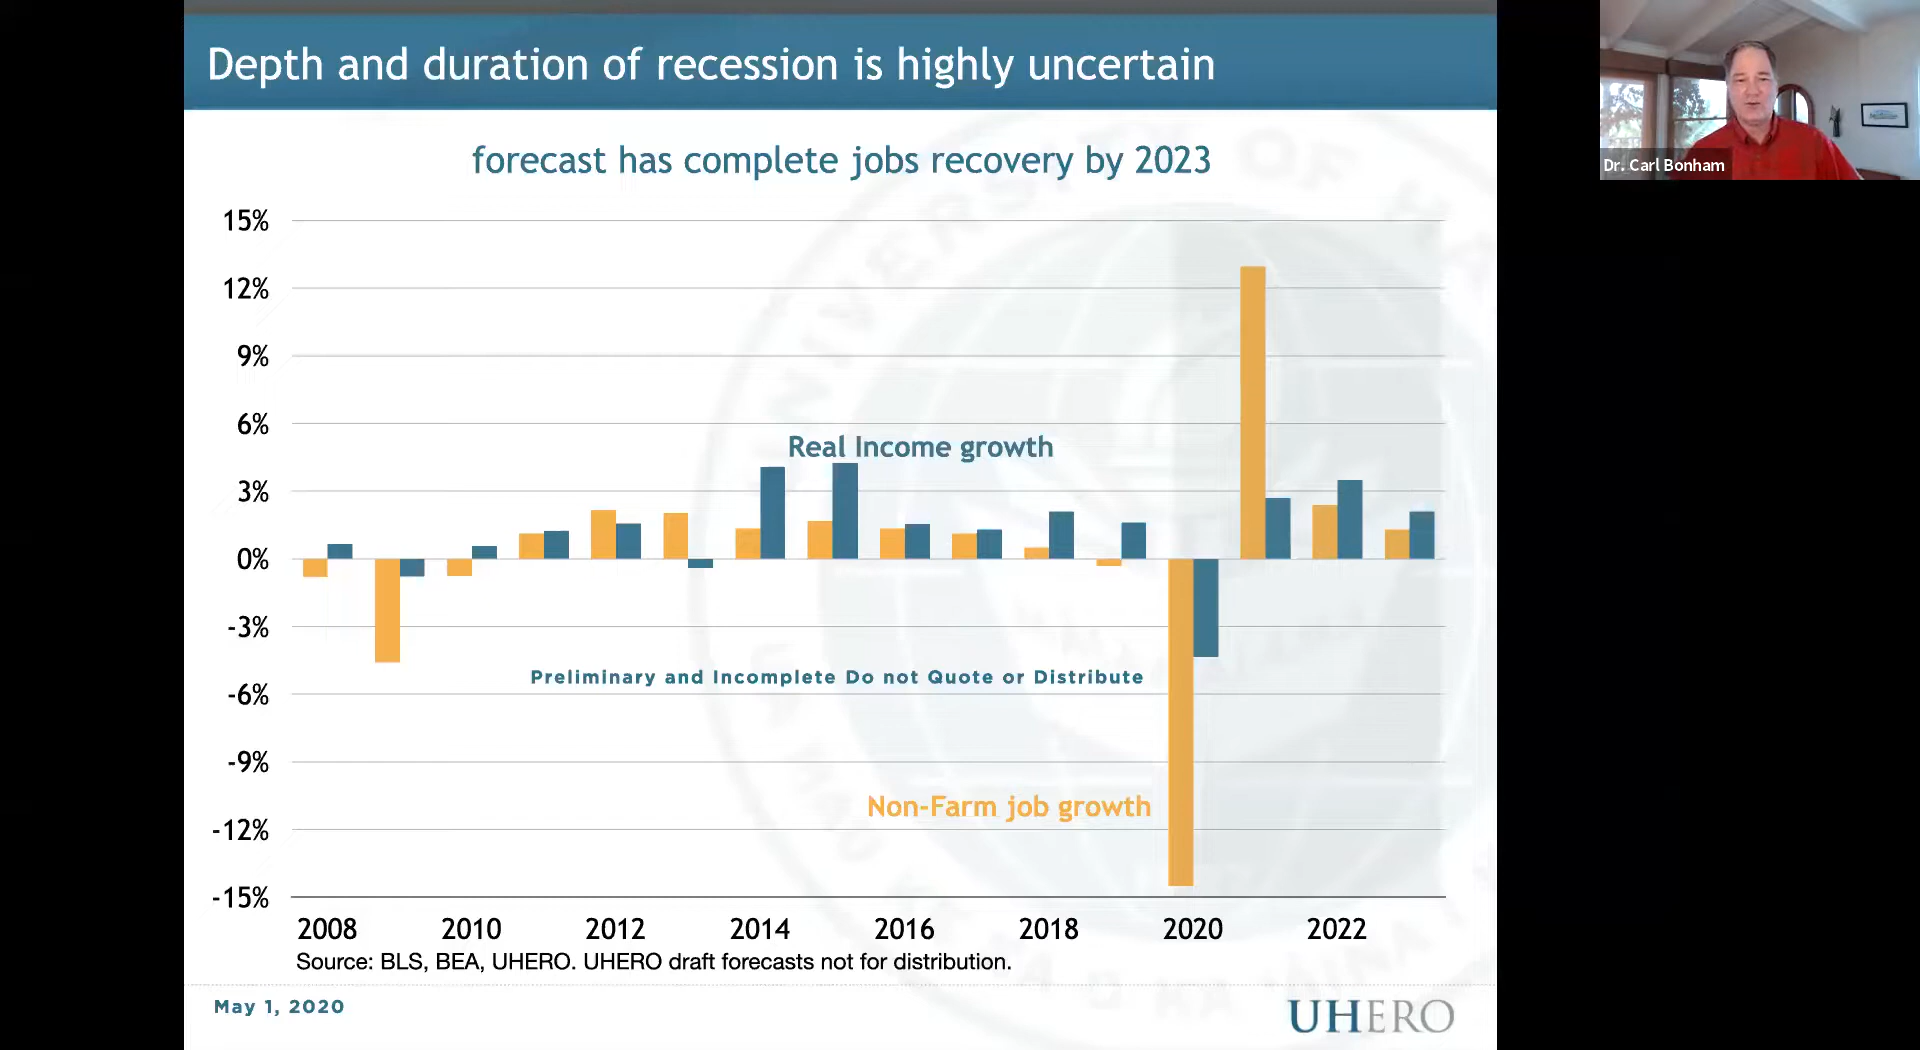 Depth and duration of recession is highly uncertain
Dr. Carl Bonham
forecast has complete jobs recovery by 2023
15%
12%
9%
6%
Real Income growth
3%
0%
-3%
Preliminary and Incomplete Do not Quote or Distribute
-6%
-9%
Non-Farm job growth
-12%
-15%
2008 2010 2012 2014 2016 2018 2020 2022
Source: BLS, BEA, UHERO. UHERO draft forecasts not for distribution.
May 1, 2020
UHERO